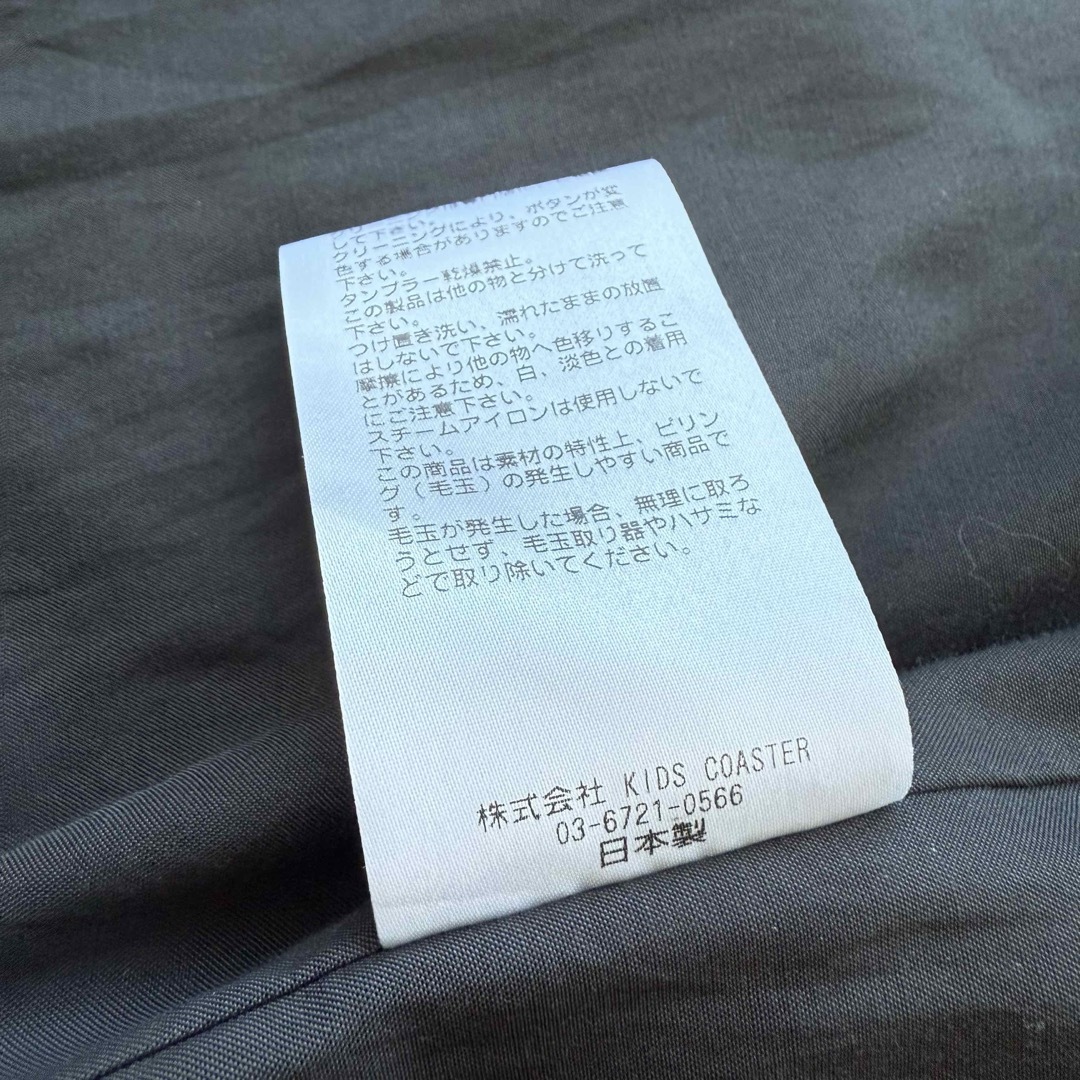 して下さい。
クリーニングにより、ボタンが変
色する場合がありますのでご注意
下さい。
タンブラー乾燥禁止。
この製品は他の物と分けて洗って
下さい。
つけ置き洗い、濡れたままの放置
はしないで下さい。
摩擦により他の物へ色移りするこ
とがあるため、白、淡色との着用
にご注意下さい。
スチームアイロンは使用しないで
下さい。
この商品は素材の特性上、ピリン
グ(毛玉)の発生しやすい商品で
す。
毛玉が発生した場合、無理に取ろ
うとせず、毛玉取り器やハサミな
どで取り除いてください。
株式会社 KIDS COASTER
03-6721-0566
日本製